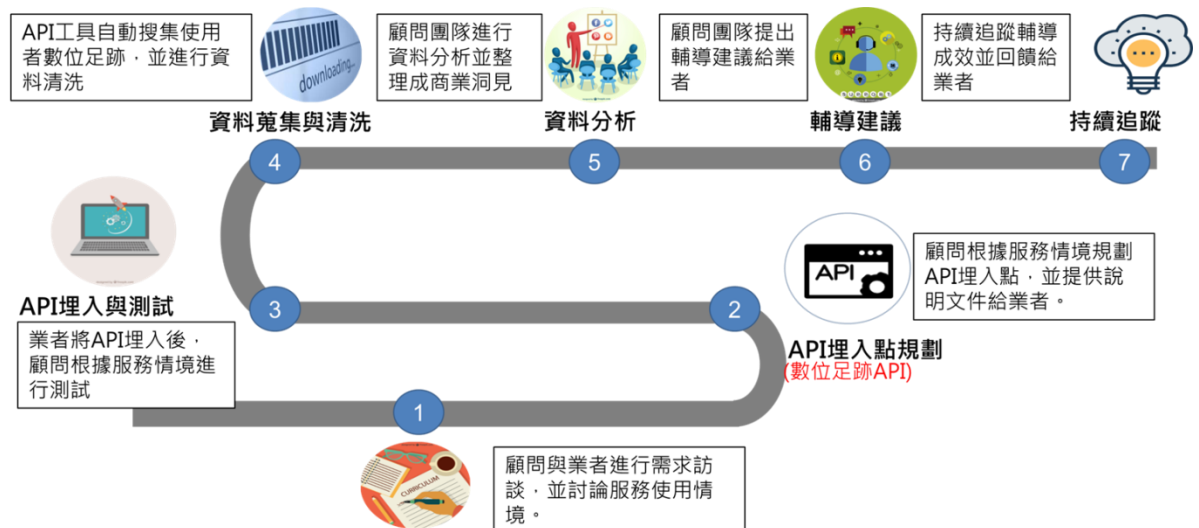 API工具自動搜集使用
者數位足跡，並進行資
料清洗
downloading...
資料蒐集與清洗
4
顧問團隊進行
資料分析並整
理成商業洞見
資料分析
5
顧問團隊提出
輔導建議給業
者
輔導建議
6
持續追蹤輔導
成效並回饋給
業者
持續追蹤
7
API埋入與測試
業者將API埋入後，
顧問根據服務情境進
行測試
3
2
API
顧問根據服務情境規劃
API埋入點，並提供說
明文件給業者。
API埋入點規劃
(數位足跡API)
1
CURRICULUM
顧問與業者進行需求訪
談，並討論服務使用情
境。